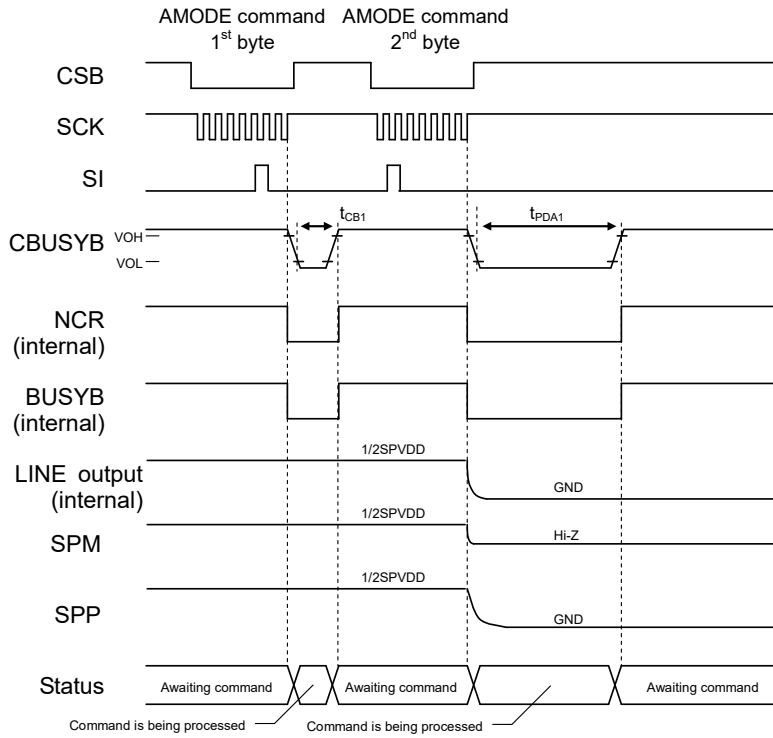 AMODE command
1st byte
AMODE command
2nd byte
CSB
SCK
SI
tCB1
tPDA1
VOH
CBUSYB
VOL
NCR
(internal)
BUSYB
(internal)
1/2SPVDD
LINE output
(internal)
GND
1/2SPVDD
SPM
Hi-Z
1/2SPVDD
SPP
GND
Status
Awaiting command
Awaiting command
Awaiting command
Command is being processed
Command is being processed